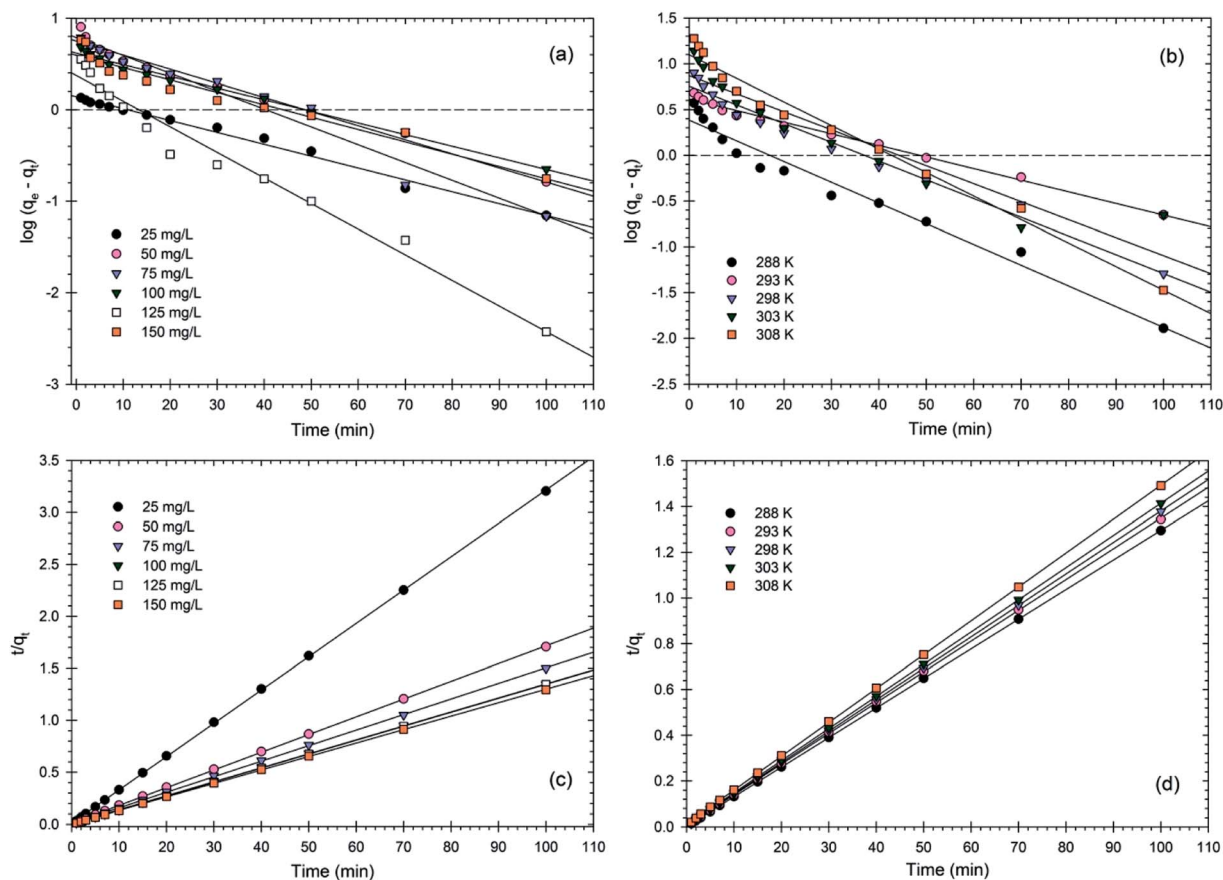 1
0
-1
-2
-3
log (qe - qt)
(a)
25 mg/L
50 mg/L
75 mg/L
100 mg/L
125 mg/L
150 mg/L
0 10 20 30 40 50 60 70 80 90 100 110
Time (min)
1.5
1.0
0.5
0.0
-0.5
-1.0
-1.5
-2.0
-2.5
log (qe - qt)
(b)
288 K
293 K
298 K
303 K
308 K
0 10 20 30 40 50 60 70 80 90 100 110
Time (min)
3.5
3.0
2.5
2.0
1.5
1.0
0.5
0.0
t/qt
25 mg/L
50 mg/L
75 mg/L
100 mg/L
125 mg/L
150 mg/L
(c)
0 10 20 30 40 50 60 70 80 90 100 110
Time (min)
1.6
1.4
1.2
1.0
0.8
0.6
0.4
0.2
0.0
t/qt
288 K
293 K
298 K
303 K
308 K
(d)
0 10 20 30 40 50 60 70 80 90 100 110
Time (min)